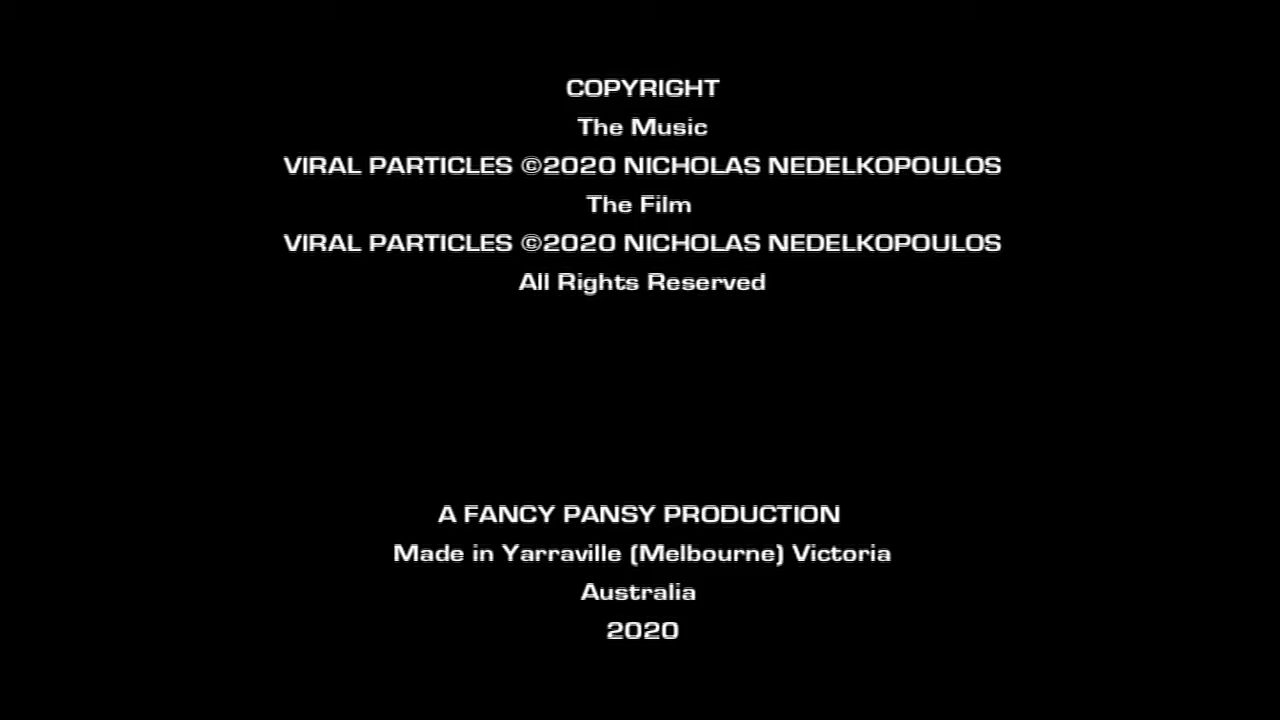 COPYRIGHT
The Music
VIRAL PARTICLES ©2020 NICHOLAS NEDELKOPOULOS
The Film
VIRAL PARTICLES ©2020 NICHOLAS NEDELKOPOULOS
All Rights Reserved
A FANCY PANSY PRODUCTION
Made in Yarraville (Melbourne) Victoria
Australia
2020